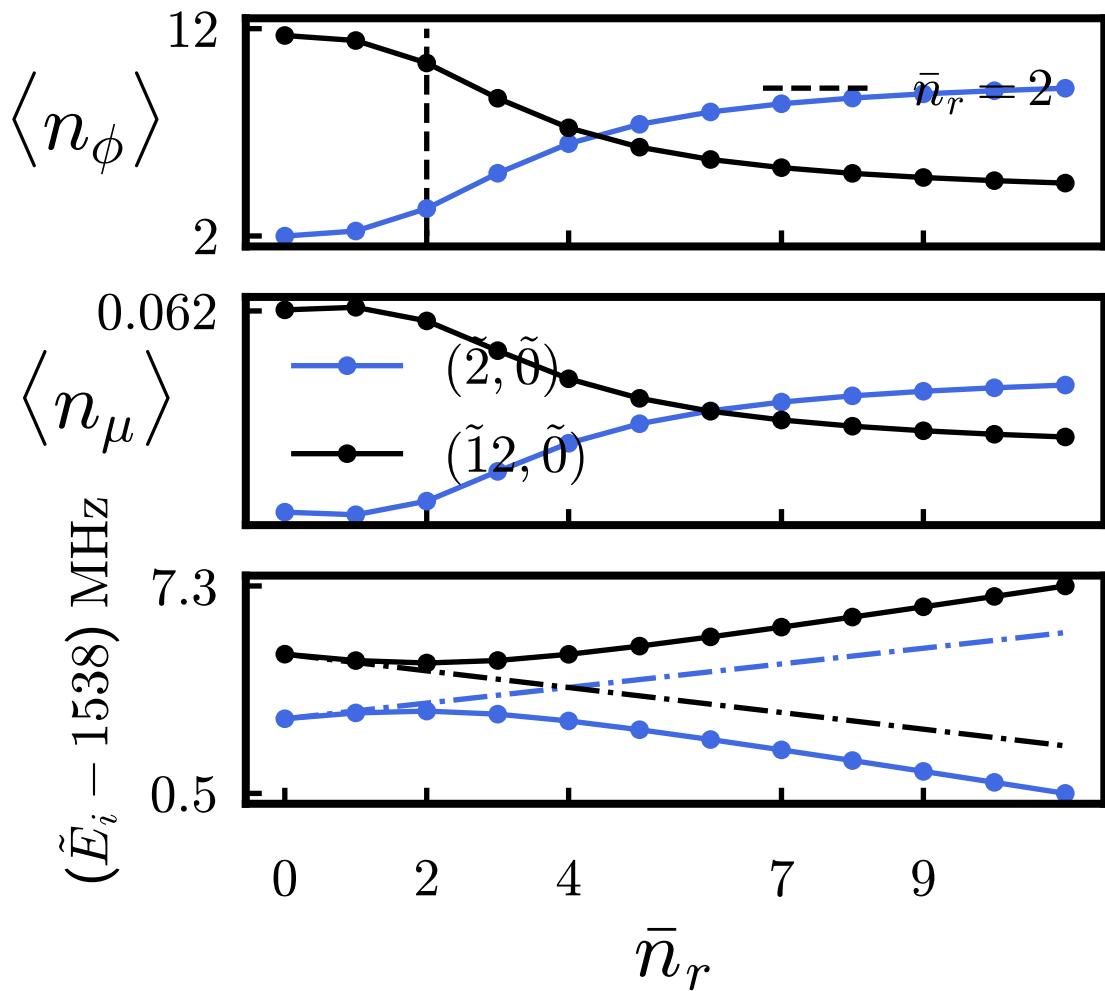 12
⟨n_ϕ⟩
n̄_r = 2
2
0.062
⟨n_μ⟩
(2̃, 0̃)
(1̃2, 0̃)
7.3
(Ẽ_i − 1538) MHz
0.5
0 2 4 7 9
n̄_r